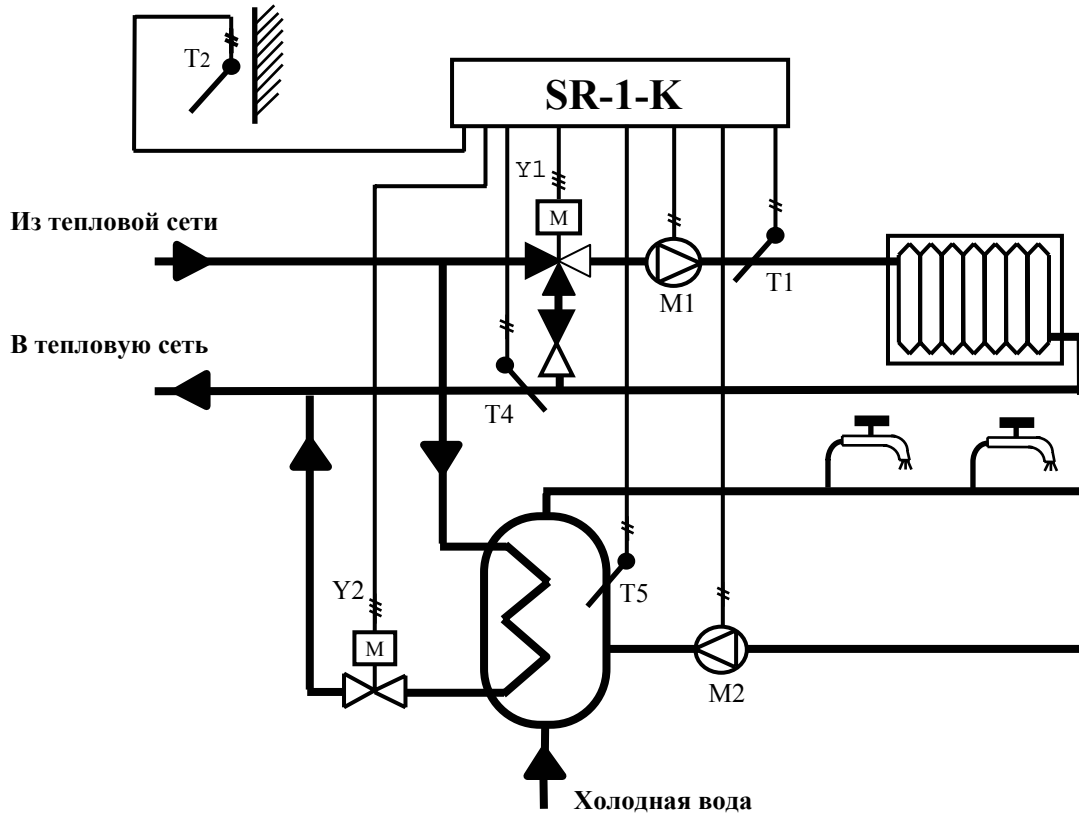 T2
SR-1-K
Y1
M
Из тепловой сети
M1
T1
В тепловую сеть
T4
Y2
T5
M
M2
Холодная вода